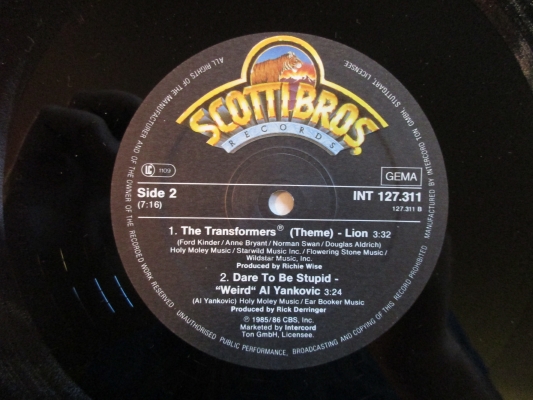 SCOTTI BROS.
RECORDS
LC 1109
GEMA
Side 2
(7:16)
INT 127.311
127.311 B
1. The Transformers® (Theme) - Lion 3:32
(Ford Kinder / Anne Bryant / Norman Swan / Douglas Aldrich)
Holy Moley Music / Starwild Music Inc. / Flowering Stone Music /
Wildstar Music, Inc.
Produced by Richie Wise
2. Dare To Be Stupid -
"Weird" Al Yankovic 3:24
(Al Yankovic) Holy Moley Music / Ear Booker Music
Produced by Rick Derringer
℗ 1985/86 CBS, Inc.
Marketed by Intercord
Ton GmbH, Licensee.
ALL RIGHTS OF THE MANUFACTURER AND OF THE OWNER OF THE RECORDED WORK RESERVED
UNAUTHORISED PUBLIC PERFORMANCE, BROADCASTING AND COPYING OF THIS RECORD PROHIBITED
MANUFACTURED BY INTERCORD TON GMBH, STUTTGART, LICENSEE